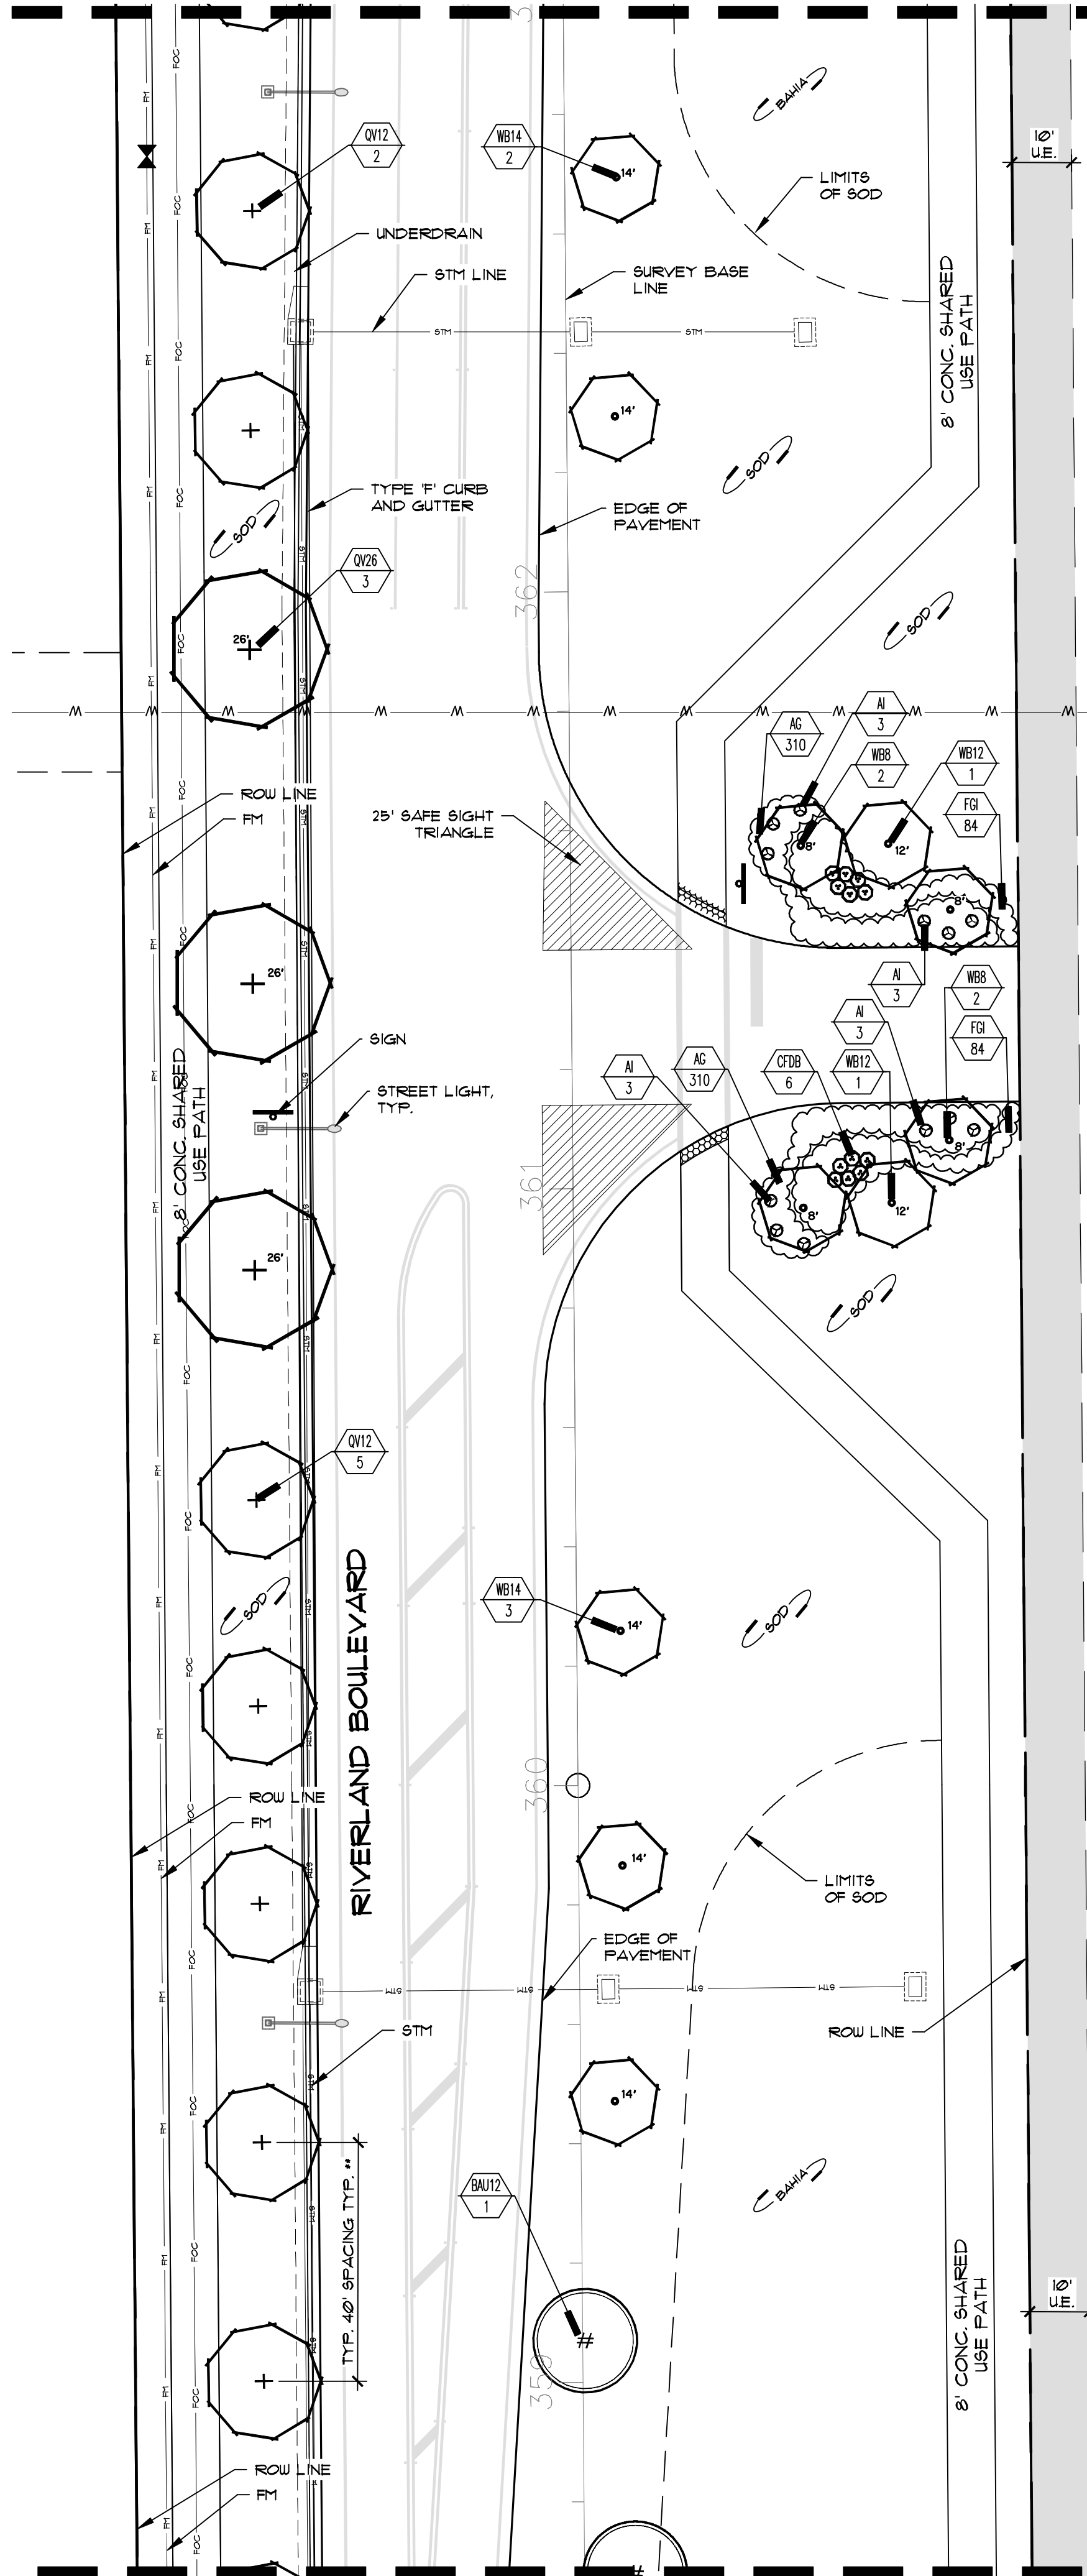 BAHIA
10'
U.E.
QV12
2
WB14
2
14'
LIMITS
OF SOD
UNDERDRAIN
STM LINE
SURVEY BASE
LINE
STM
STM
8' CONC. SHARED
USE PATH
14'
SOD
TYPE 'F' CURB
AND GUTTER
EDGE OF
PAVEMENT
SOD
QV26
3
362
26'
SOD
AI
3
AG
310
WB8
2
WB12
1
FGI
84
ROW LINE
FM
25' SAFE SIGHT
TRIANGLE
8'
12'
8'
26'
AI
3
WB8
2
AI
3
FGI
84
SIGN
8' CONC. SHARED
USE PATH
STREET LIGHT,
TYP.
AI
3
AG
310
CFDB
6
WB12
1
8'
361
8'
12'
26'
SOD
QV12
5
RIVERLAND BOULEVARD
SOD
WB14
3
14'
SOD
360
ROW LINE
FM
14'
LIMITS
OF SOD
EDGE OF
PAVEMENT
STM
STM
STM
STM
ROW LINE
14'
TYP. 40' SPACING TYP. **
BAU12
1
BAHIA
#
359
8' CONC. SHARED
USE PATH
10'
U.E.
ROW LINE
FM
FM
FOC
STM
W